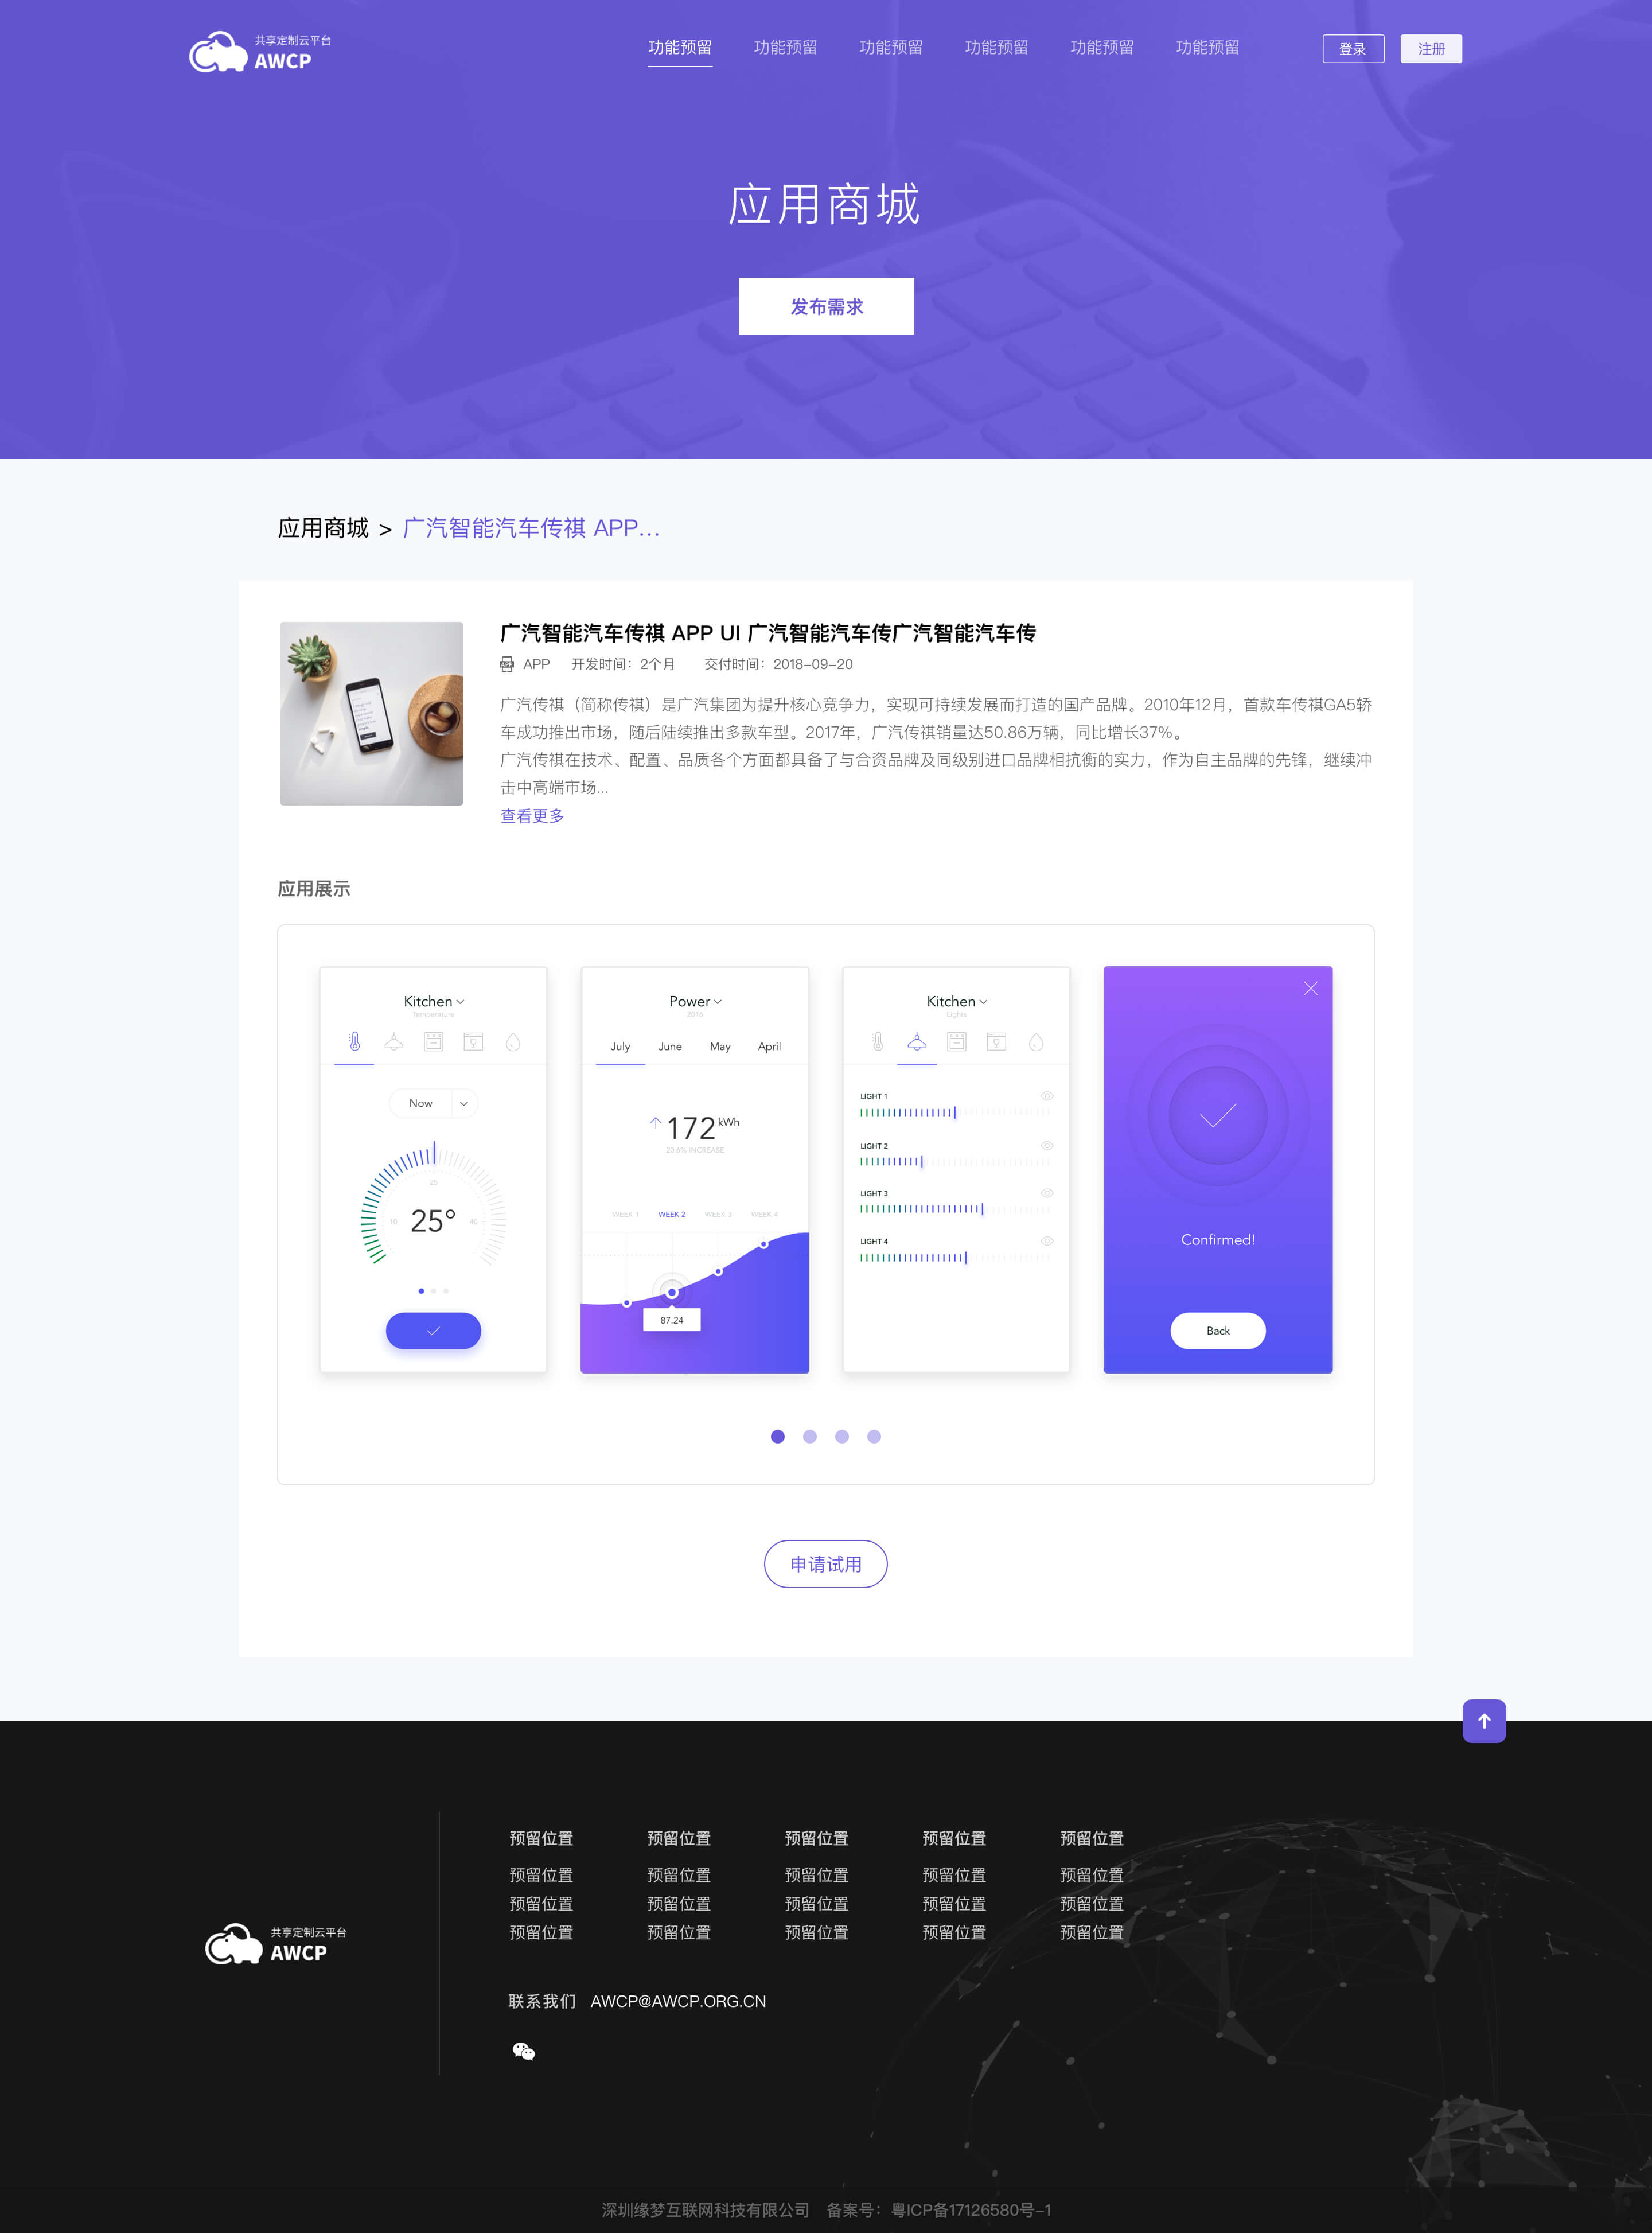 共享定制云平台
AWCP
功能预留 功能预留 功能预留 功能预留 功能预留 功能预留
登录 注册
应用商城
发布需求
应用商城 > 广汽智能汽车传祺 APP...
广汽智能汽车传祺 APP UI 广汽智能汽车传广汽智能汽车传
APP 开发时间：2个月 交付时间：2018-09-20
广汽传祺（简称传祺）是广汽集团为提升核心竞争力，实现可持续发展而打造的国产品牌。2010年12月，首款车传祺GA5轿
车成功推出市场，随后陆续推出多款车型。2017年，广汽传祺销量达50.86万辆，同比增长37%。
广汽传祺在技术、配置、品质各个方面都具备了与合资品牌及同级别进口品牌相抗衡的实力，作为自主品牌的先锋，继续冲
击中高端市场...
查看更多
应用展示
Kitchen
Temperature
Now
25
10
25°
40
Power
2016
July June May April
172 kWh
20.6% INCREASE
WEEK 1 WEEK 2 WEEK 3 WEEK 4
87.24
Kitchen
Lights
LIGHT 1
LIGHT 2
LIGHT 3
LIGHT 4
Confirmed!
Back
申请试用
共享定制云平台
AWCP
预留位置 预留位置 预留位置 预留位置 预留位置
预留位置 预留位置 预留位置 预留位置 预留位置
预留位置 预留位置 预留位置 预留位置 预留位置
预留位置 预留位置 预留位置 预留位置 预留位置
联系我们 AWCP@AWCP.ORG.CN
深圳缘梦互联网科技有限公司 备案号：粤ICP备17126580号-1